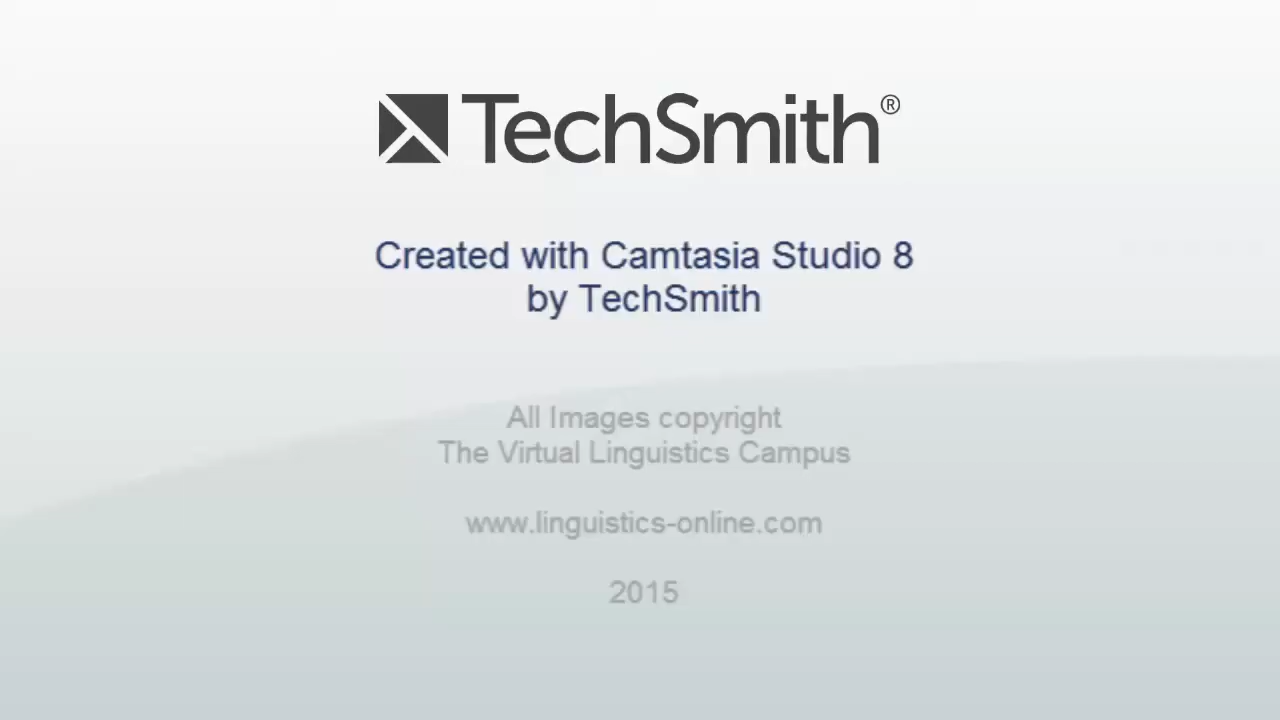 TechSmith®
Created with Camtasia Studio 8
by TechSmith
All Images copyright
The Virtual Linguistics Campus
www.linguistics-online.com
2015